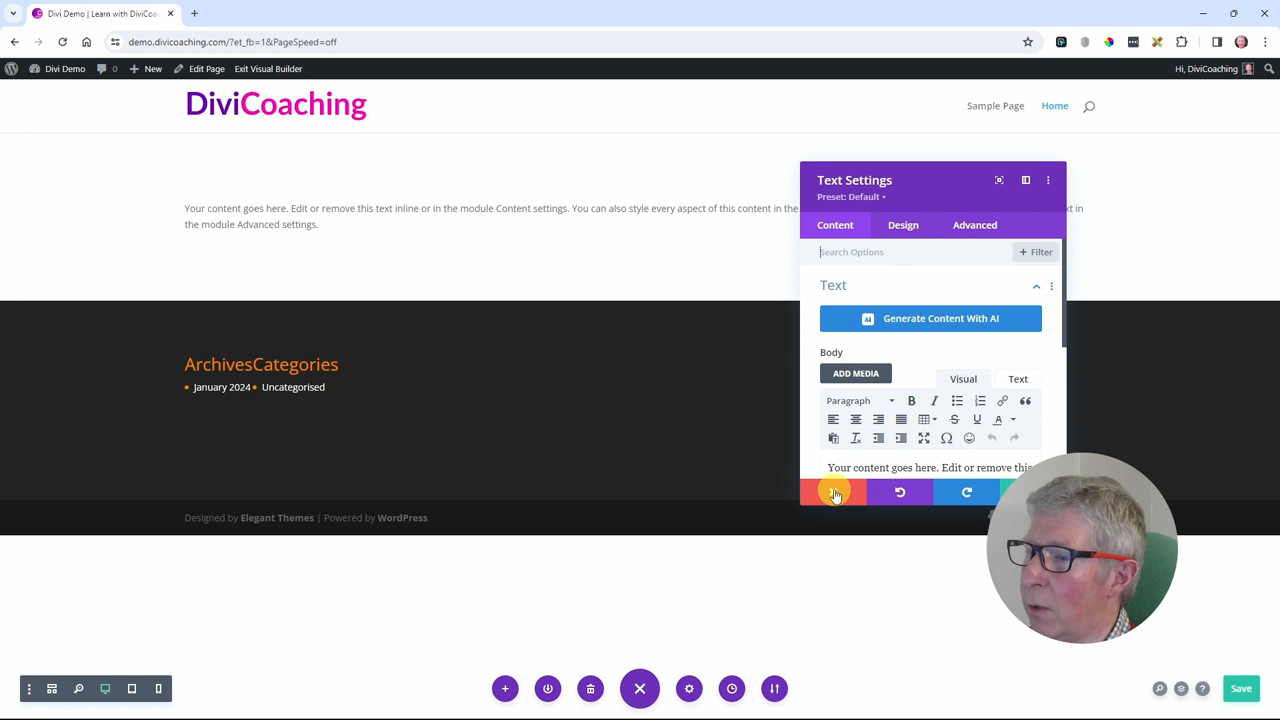 Divi Demo | Learn with DiviCoac
demo.divicoaching.com/?et_fb=1&PageSpeed=off
Divi Demo 0 New Edit Page Exit Visual Builder Hi, DiviCoaching
DiviCoaching
Sample Page Home
Text Settings
Preset: Default
Content Design Advanced
Your content goes here. Edit or remove this text inline or in the module Content settings. You can also style every aspect of this content in the
xt in
the module Advanced settings.
Search Options + Filter
Text
AI Generate Content With AI
Body
ADD MEDIA
Visual Text
Paragraph
Your content goes here. Edit or remove this
ArchivesCategories
January 2024 Uncategorised
Designed by Elegant Themes | Powered by WordPress
Save